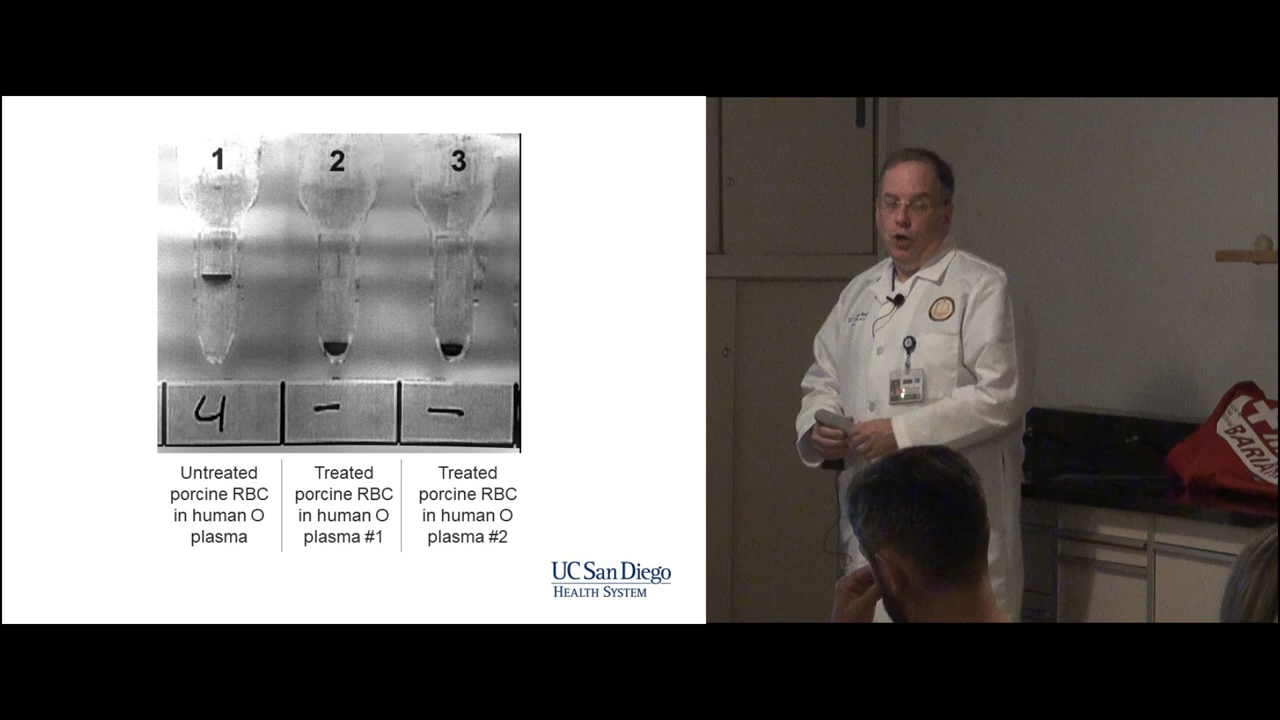 1
2
3
4
-
-
Untreated
porcine RBC
in human O
plasma
Treated
porcine RBC
in human O
plasma #1
Treated
porcine RBC
in human O
plasma #2
UC San Diego
HEALTH SYSTEM
BARIA